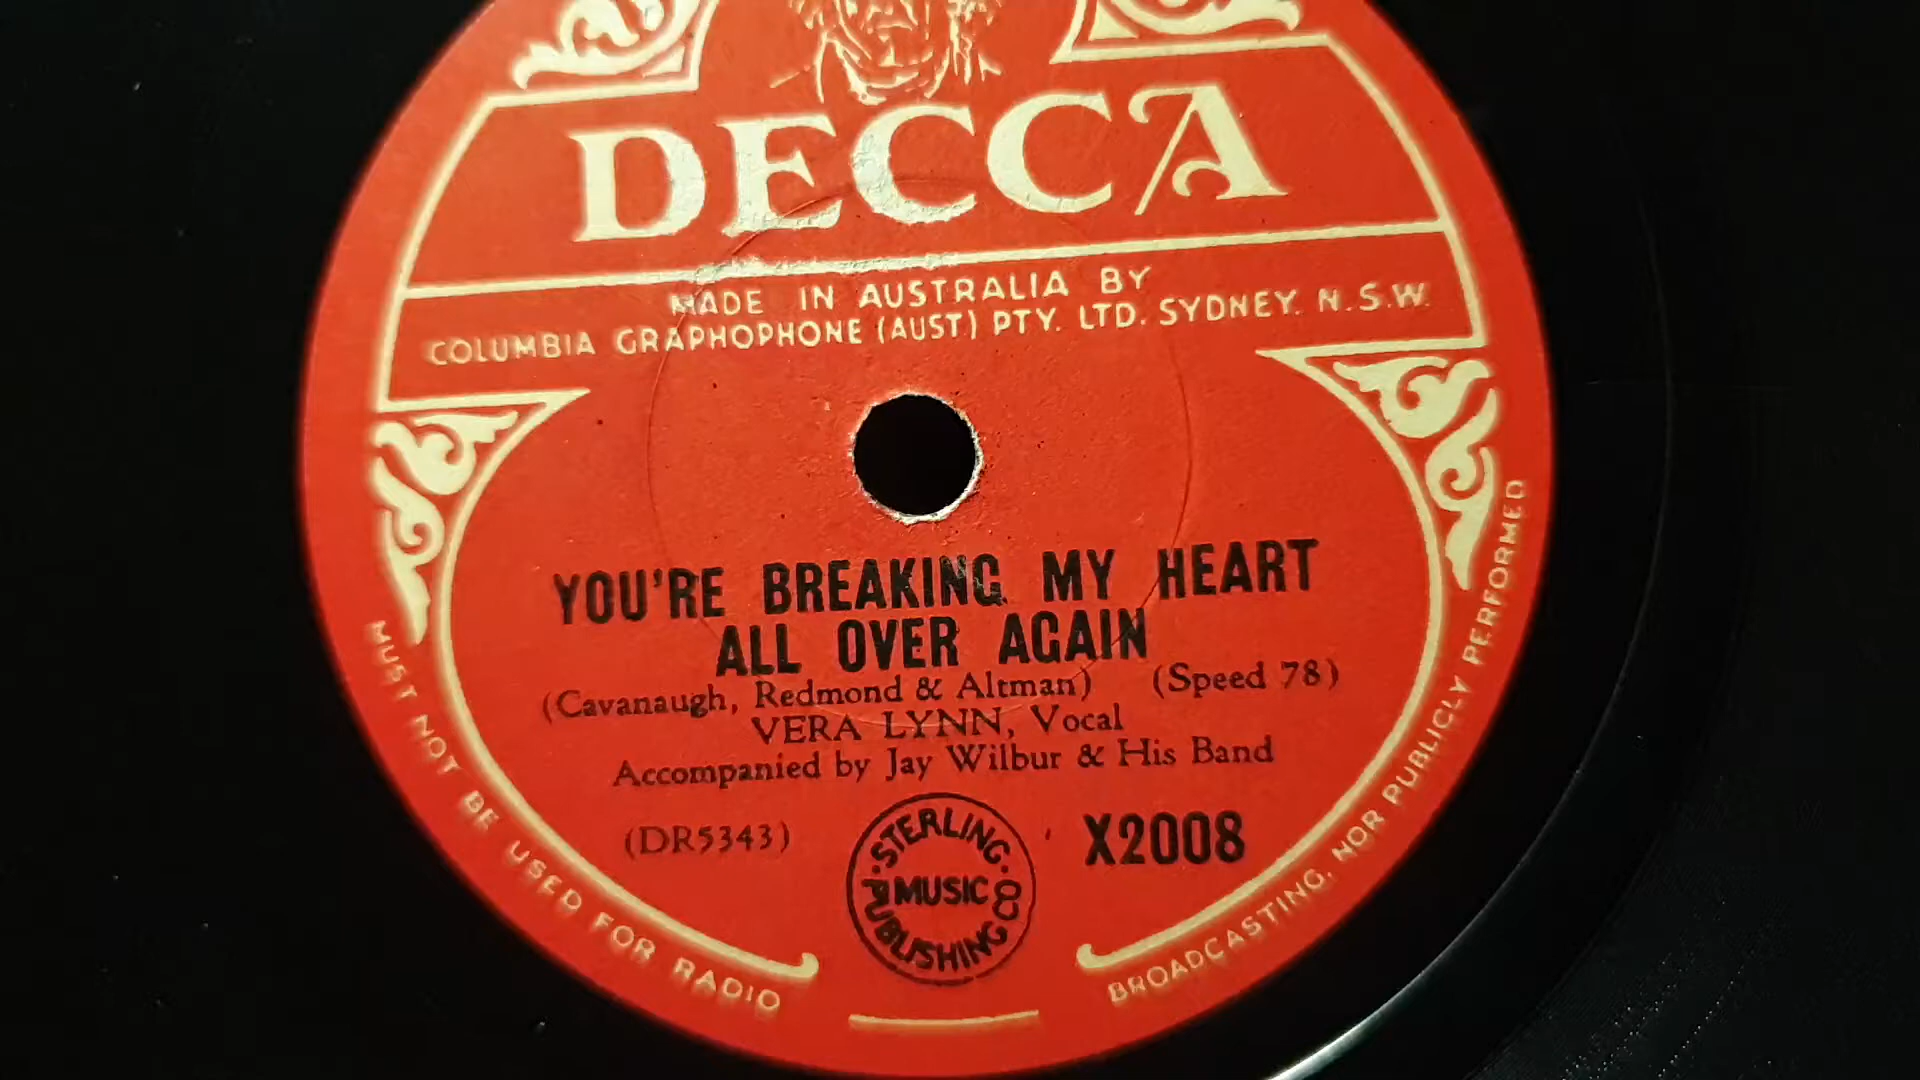 DECCA
MADE IN AUSTRALIA BY
COLUMBIA GRAPHOPHONE (AUST) PTY. LTD. SYDNEY. N.S.W.
YOU'RE BREAKING MY HEART
ALL OVER AGAIN
(Cavanaugh, Redmond & Altman) (Speed 78)
VERA LYNN, Vocal
Accompanied by Jay Wilbur & His Band
(DR5343) X2008
STERLING
MUSIC
PUBLISHING CO
MUST NOT BE USED FOR RADIO BROADCASTING, NOR PUBLICLY PERFORMED